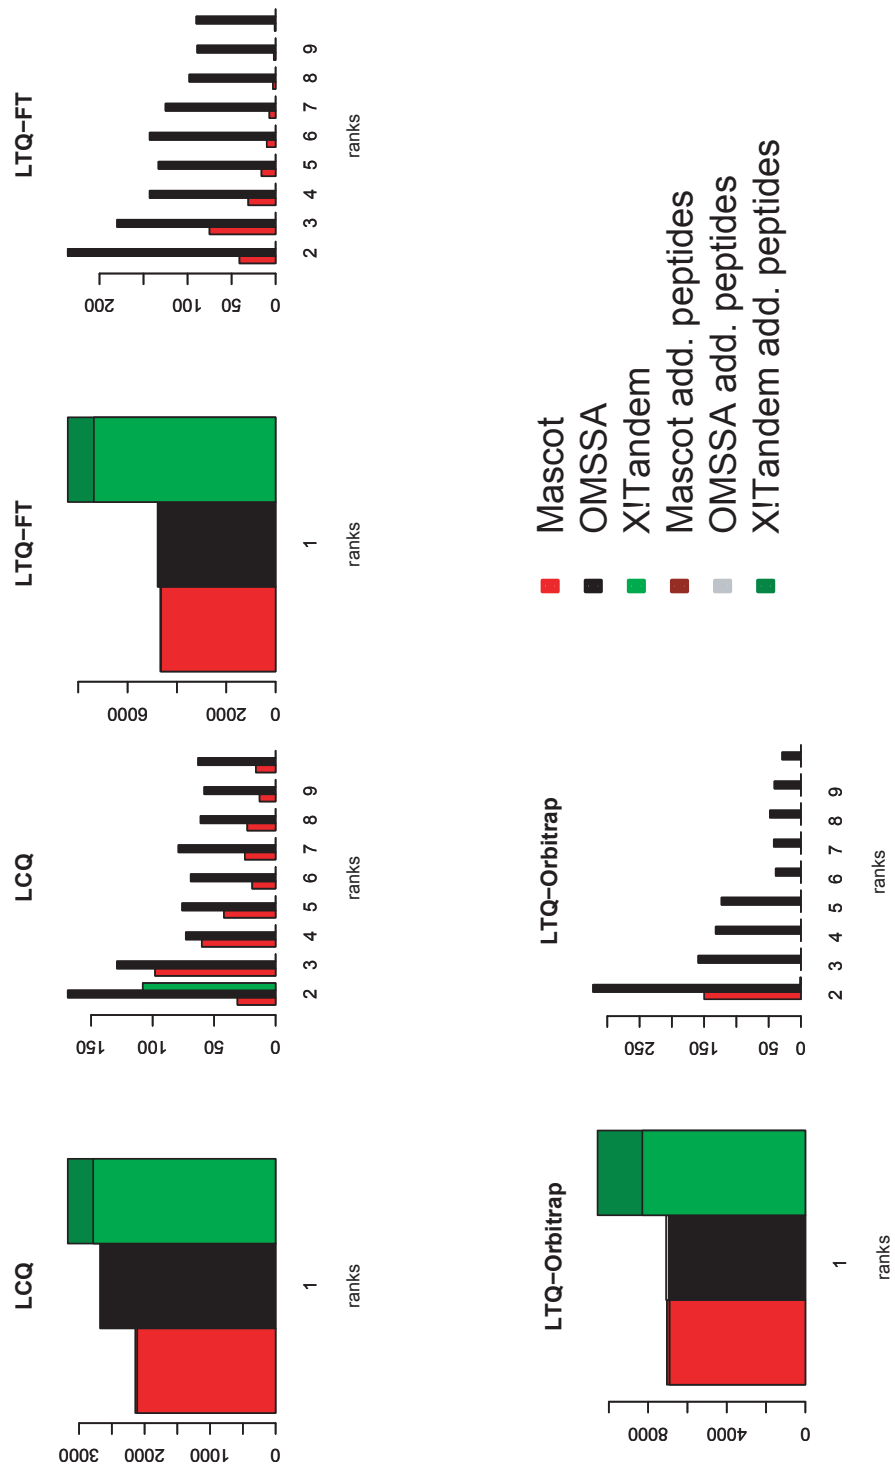 LCQ
0
1000
2000
3000
1
ranks
LCQ
0
50
100
150
2
3
4
5
6
7
8
9
ranks
LTQ−FT
0
2000
6000
1
ranks
LTQ−FT
0
50
100
200
2
3
4
5
6
7
8
9
ranks
LTQ−Orbitrap
0
4000
8000
1
ranks
LTQ−Orbitrap
0
50
150
250
2
3
4
5
6
7
8
9
ranks
Mascot
OMSSA
X!Tandem
Mascot add. peptides
OMSSA add. peptides
X!Tandem add. peptides